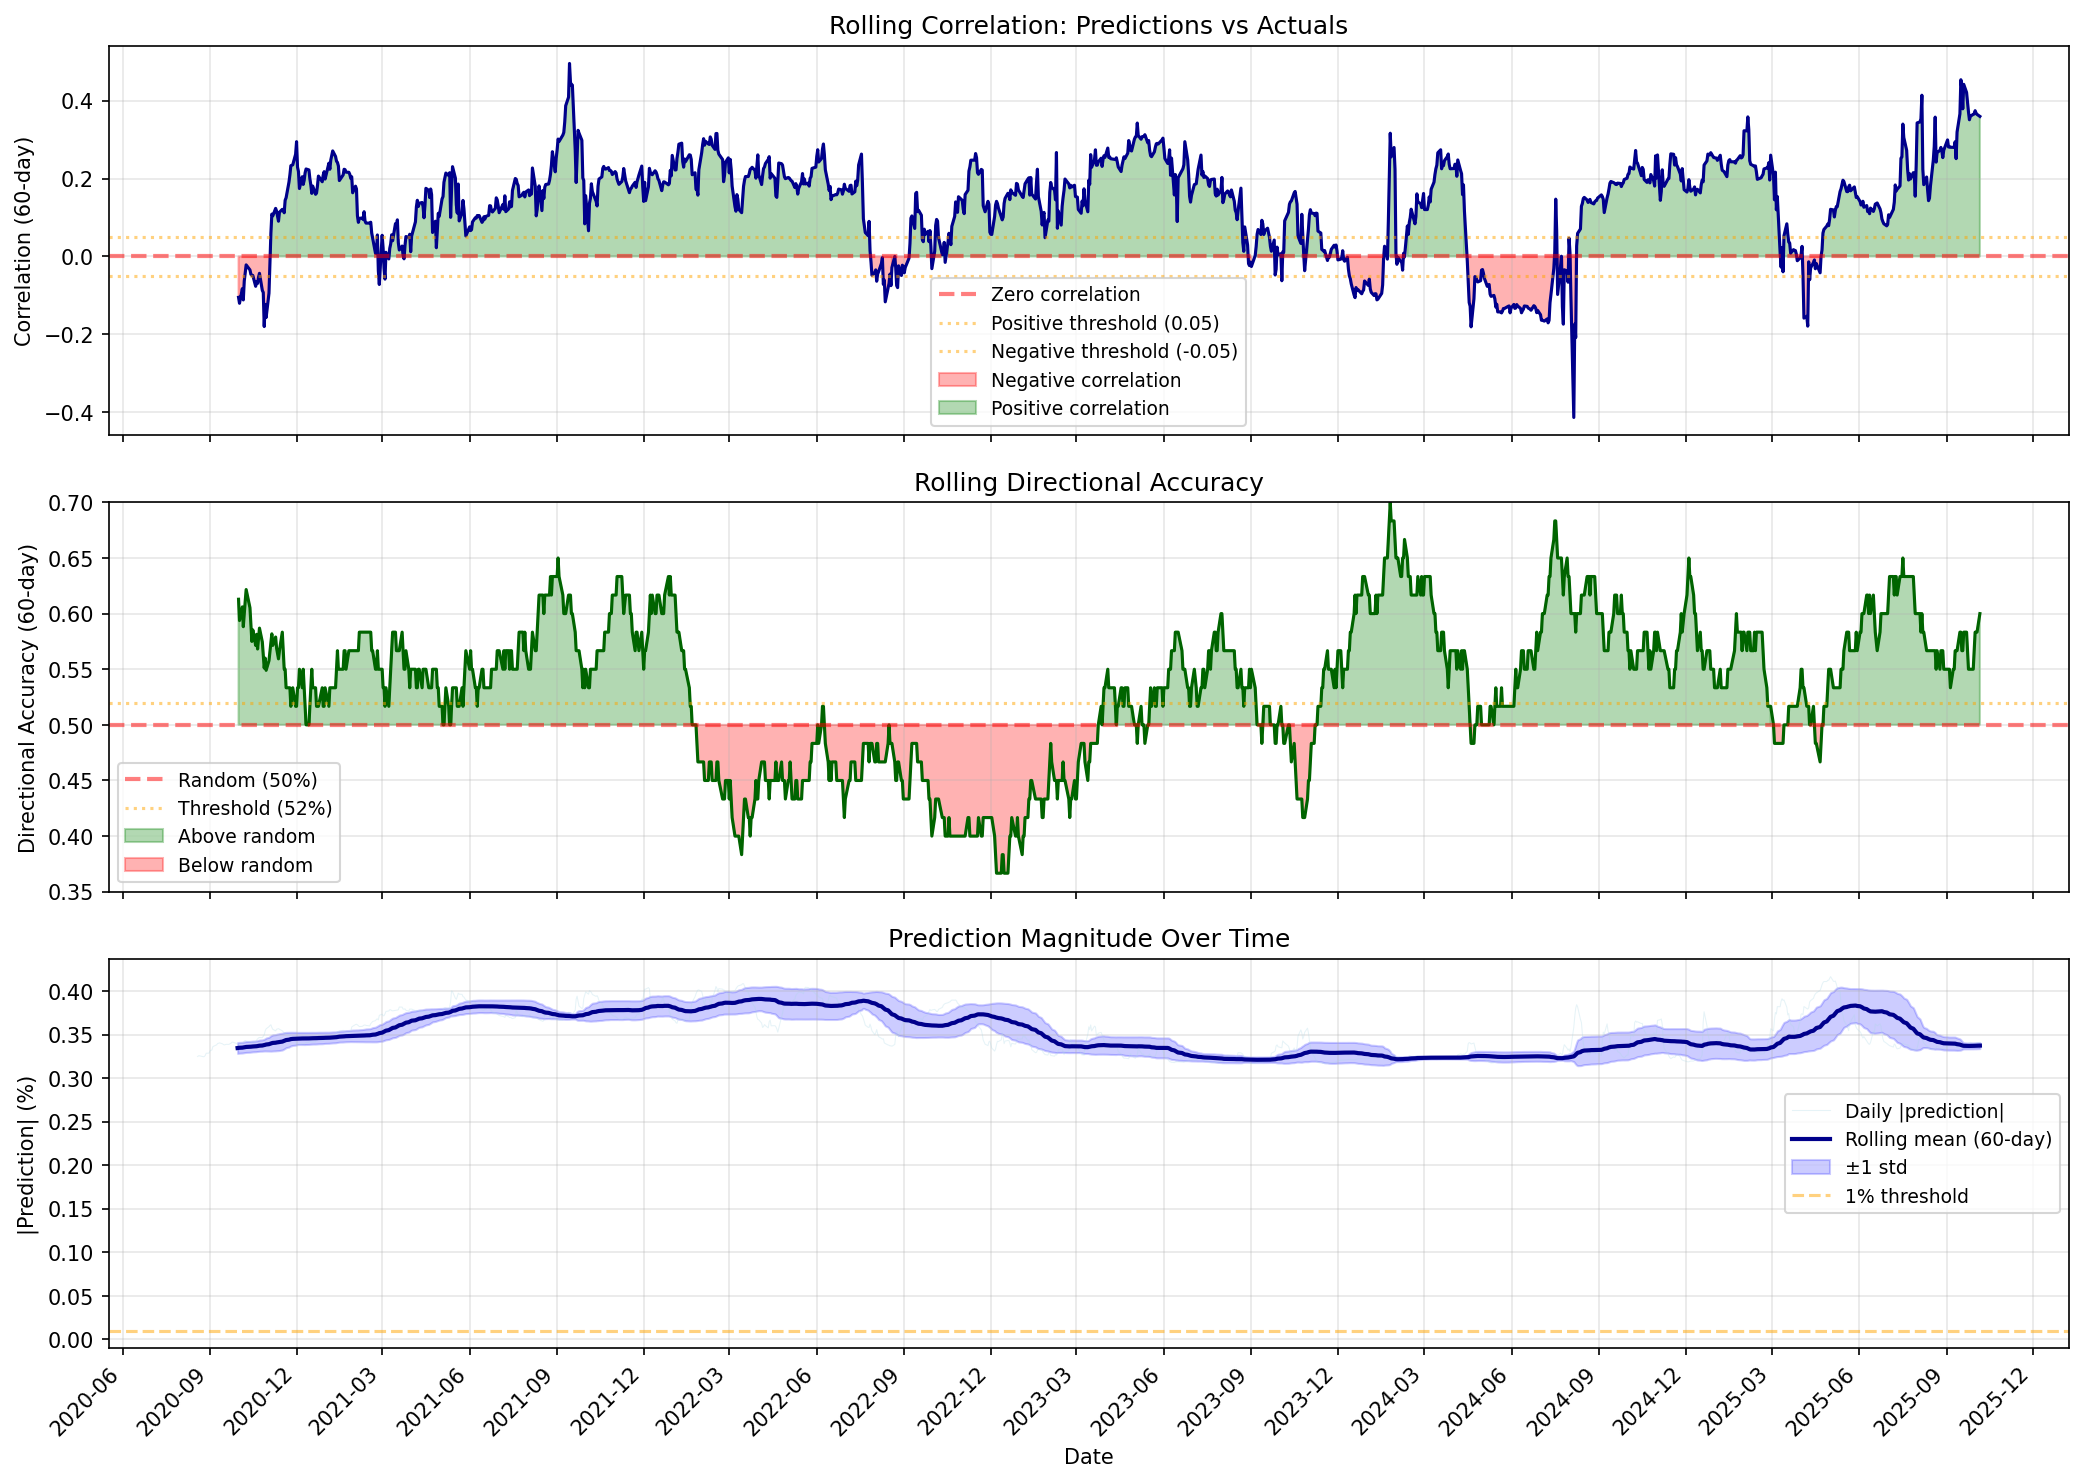 Rolling Correlation: Predictions vs Actuals
Correlation (60-day)
0.4
0.2
0.0
−0.2
−0.4
Zero correlation
Positive threshold (0.05)
Negative threshold (-0.05)
Negative correlation
Positive correlation
Rolling Directional Accuracy
Directional Accuracy (60-day)
0.70
0.65
0.60
0.55
0.50
0.45
0.40
0.35
Random (50%)
Threshold (52%)
Above random
Below random
Prediction Magnitude Over Time
|Prediction| (%)
0.40
0.35
0.30
0.25
0.20
0.15
0.10
0.05
0.00
Daily |prediction|
Rolling mean (60-day)
±1 std
1% threshold
2020-06
2020-09
2020-12
2021-03
2021-06
2021-09
2021-12
2022-03
2022-06
2022-09
2022-12
2023-03
2023-06
2023-09
2023-12
2024-03
2024-06
2024-09
2024-12
2025-03
2025-06
2025-09
2025-12
Date